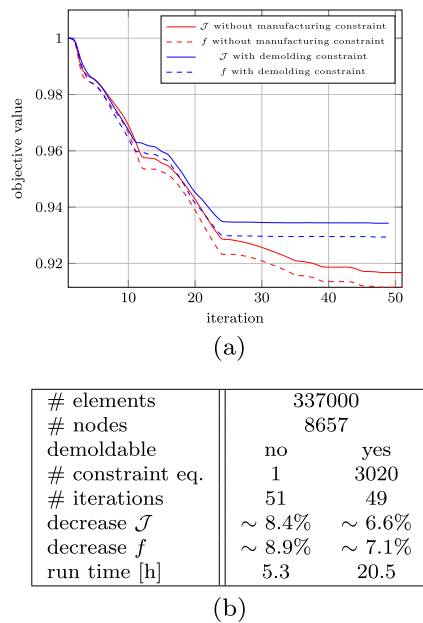 1
0.98
0.96
0.94
0.92
objective value
𝒥 without manufacturing constraint
f without manufacturing constraint
𝒥 with demolding constraint
f with demolding constraint
10 20 30 40 50
iteration
(a)
# elements 337000
# nodes 8657
demoldable no yes
# constraint eq. 1 3020
# iterations 51 49
decrease 𝒥 ∼ 8.4% ∼ 6.6%
decrease f ∼ 8.9% ∼ 7.1%
run time [h] 5.3 20.5
(b)